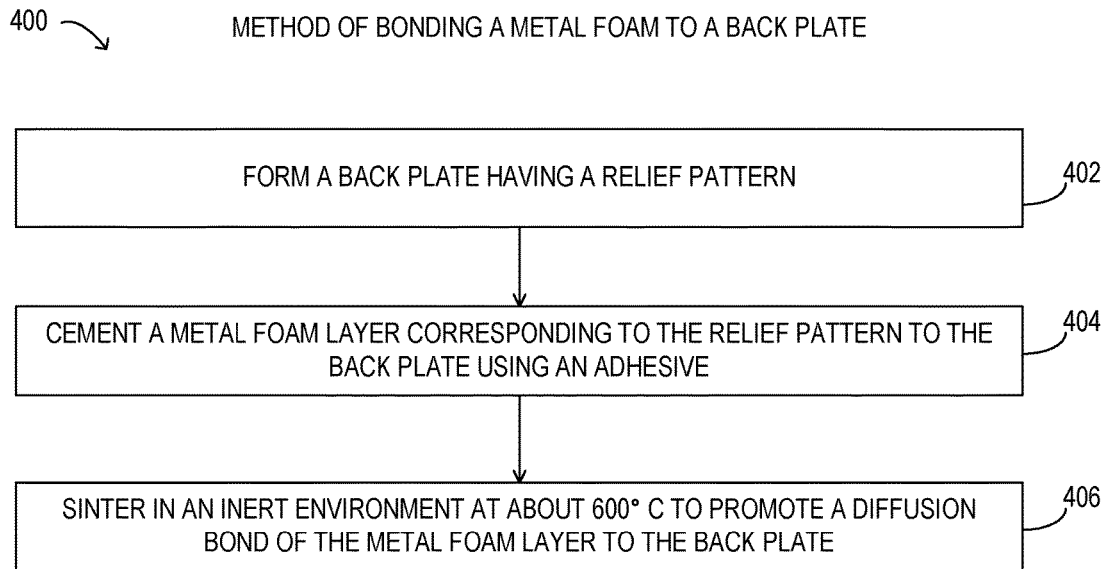 400
METHOD OF BONDING A METAL FOAM TO A BACK PLATE
FORM A BACK PLATE HAVING A RELIEF PATTERN
402
CEMENT A METAL FOAM LAYER CORRESPONDING TO THE RELIEF PATTERN TO THE
BACK PLATE USING AN ADHESIVE
404
SINTER IN AN INERT ENVIRONMENT AT ABOUT 600° C TO PROMOTE A DIFFUSION
BOND OF THE METAL FOAM LAYER TO THE BACK PLATE
406